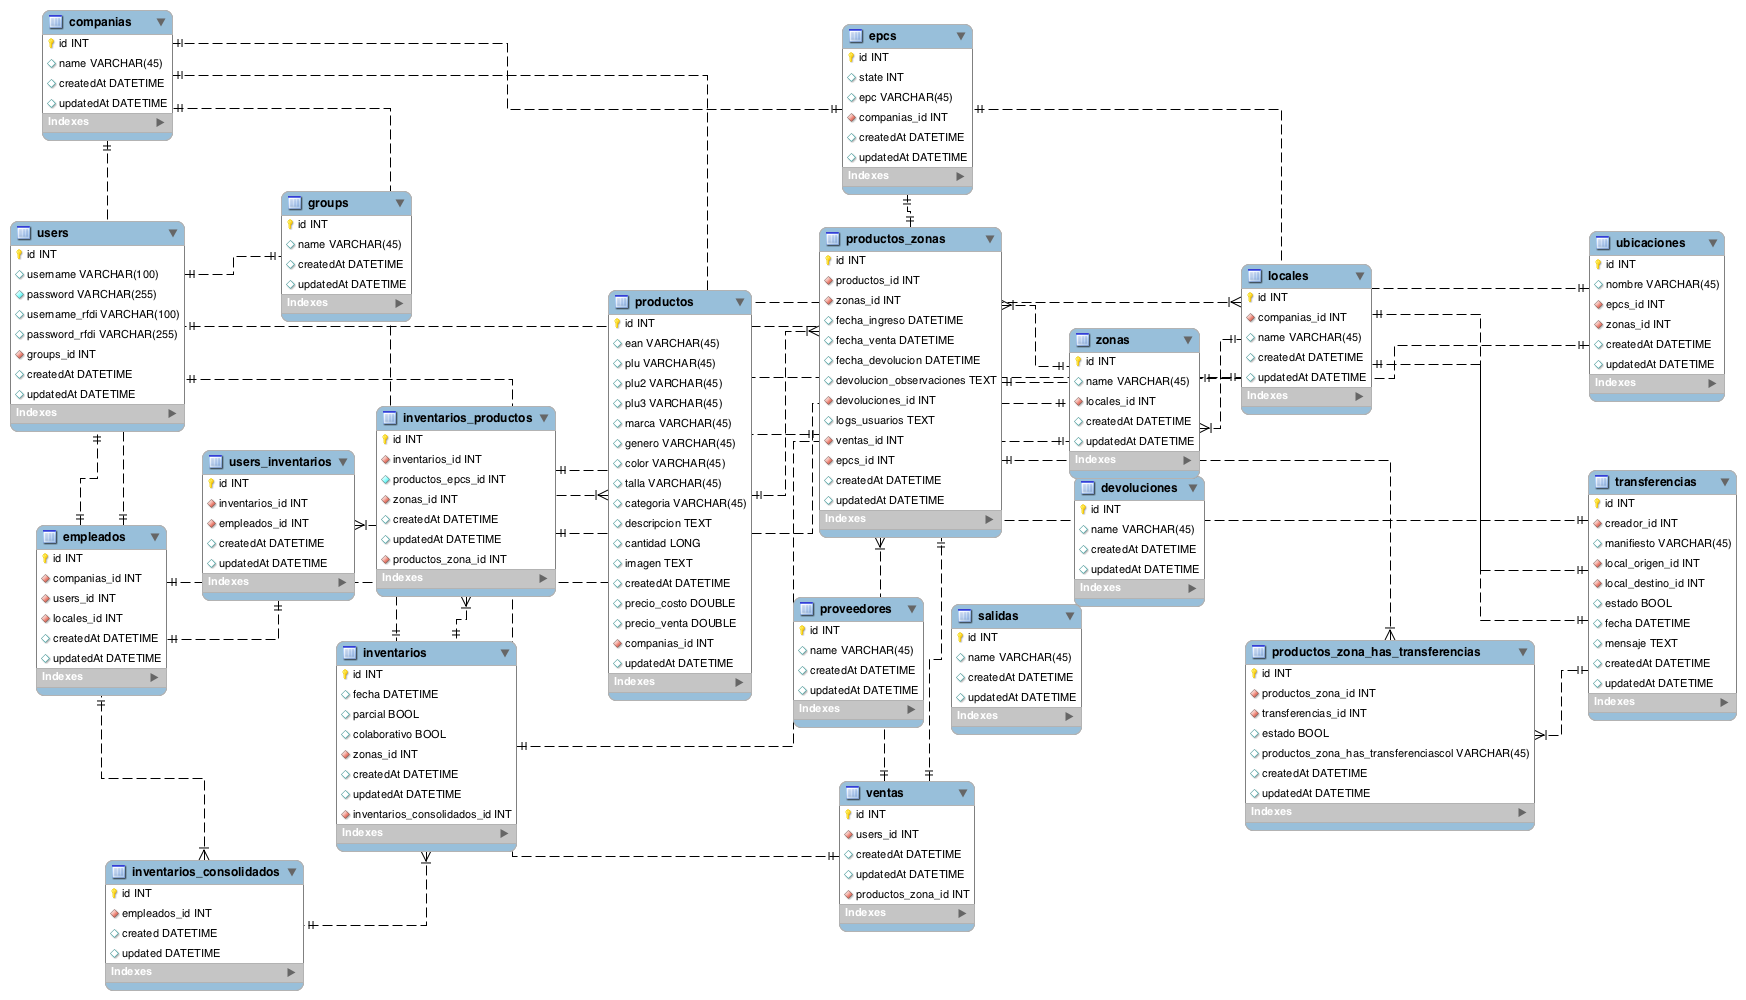 companias
id INT
name VARCHAR(45)
createdAt DATETIME
updatedAt DATETIME
Indexes
epcs
id INT
state INT
epc VARCHAR(45)
companias_id INT
createdAt DATETIME
updatedAt DATETIME
Indexes
groups
id INT
name VARCHAR(45)
createdAt DATETIME
updatedAt DATETIME
Indexes
users
id INT
username VARCHAR(100)
password VARCHAR(255)
username_rfdi VARCHAR(100)
password_rfdi VARCHAR(255)
groups_id INT
createdAt DATETIME
updatedAt DATETIME
Indexes
productos_zonas
id INT
productos_id INT
zonas_id INT
fecha_ingreso DATETIME
fecha_venta DATETIME
fecha_devolucion DATETIME
devolucion_observaciones TEXT
devoluciones_id INT
logs_usuarios TEXT
ventas_id INT
epcs_id INT
createdAt DATETIME
updatedAt DATETIME
Indexes
ubicaciones
id INT
nombre VARCHAR(45)
epcs_id INT
zonas_id INT
createdAt DATETIME
updatedAt DATETIME
Indexes
locales
id INT
companias_id INT
name VARCHAR(45)
createdAt DATETIME
updatedAt DATETIME
Indexes
productos
id INT
ean VARCHAR(45)
plu VARCHAR(45)
plu2 VARCHAR(45)
plu3 VARCHAR(45)
marca VARCHAR(45)
genero VARCHAR(45)
color VARCHAR(45)
talla VARCHAR(45)
categoria VARCHAR(45)
descripcion TEXT
cantidad LONG
imagen TEXT
createdAt DATETIME
precio_costo DOUBLE
precio_venta DOUBLE
companias_id INT
updatedAt DATETIME
Indexes
zonas
id INT
name VARCHAR(45)
locales_id INT
createdAt DATETIME
updatedAt DATETIME
Indexes
inventarios_productos
id INT
inventarios_id INT
productos_epcs_id INT
zonas_id INT
createdAt DATETIME
updatedAt DATETIME
productos_zona_id INT
Indexes
users_inventarios
id INT
inventarios_id INT
empleados_id INT
createdAt DATETIME
updatedAt DATETIME
Indexes
devoluciones
id INT
name VARCHAR(45)
createdAt DATETIME
updatedAt DATETIME
Indexes
transferencias
id INT
creador_id INT
manifiesto VARCHAR(45)
local_origen_id INT
local_destino_id INT
estado BOOL
fecha DATETIME
mensaje TEXT
createdAt DATETIME
updatedAt DATETIME
Indexes
empleados
id INT
companias_id INT
users_id INT
locales_id INT
createdAt DATETIME
updatedAt DATETIME
Indexes
proveedores
id INT
name VARCHAR(45)
createdAt DATETIME
updatedAt DATETIME
Indexes
salidas
id INT
name VARCHAR(45)
createdAt DATETIME
updatedAt DATETIME
Indexes
inventarios
id INT
fecha DATETIME
parcial BOOL
colaborativo BOOL
zonas_id INT
createdAt DATETIME
updatedAt DATETIME
inventarios_consolidados_id INT
Indexes
productos_zona_has_transferencias
id INT
productos_zona_id INT
transferencias_id INT
estado BOOL
productos_zona_has_transferenciascol VARCHAR(45)
createdAt DATETIME
updatedAt DATETIME
Indexes
ventas
id INT
users_id INT
createdAt DATETIME
updatedAt DATETIME
productos_zona_id INT
Indexes
inventarios_consolidados
id INT
empleados_id INT
created DATETIME
updated DATETIME
Indexes